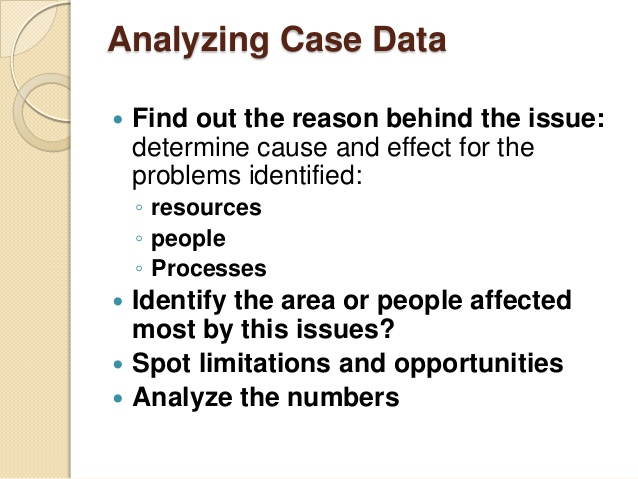 Analyzing Case Data
• Find out the reason behind the issue:
determine cause and effect for the
problems identified:
◦ resources
◦ people
◦ Processes
• Identify the area or people affected
most by this issues?
• Spot limitations and opportunities
• Analyze the numbers